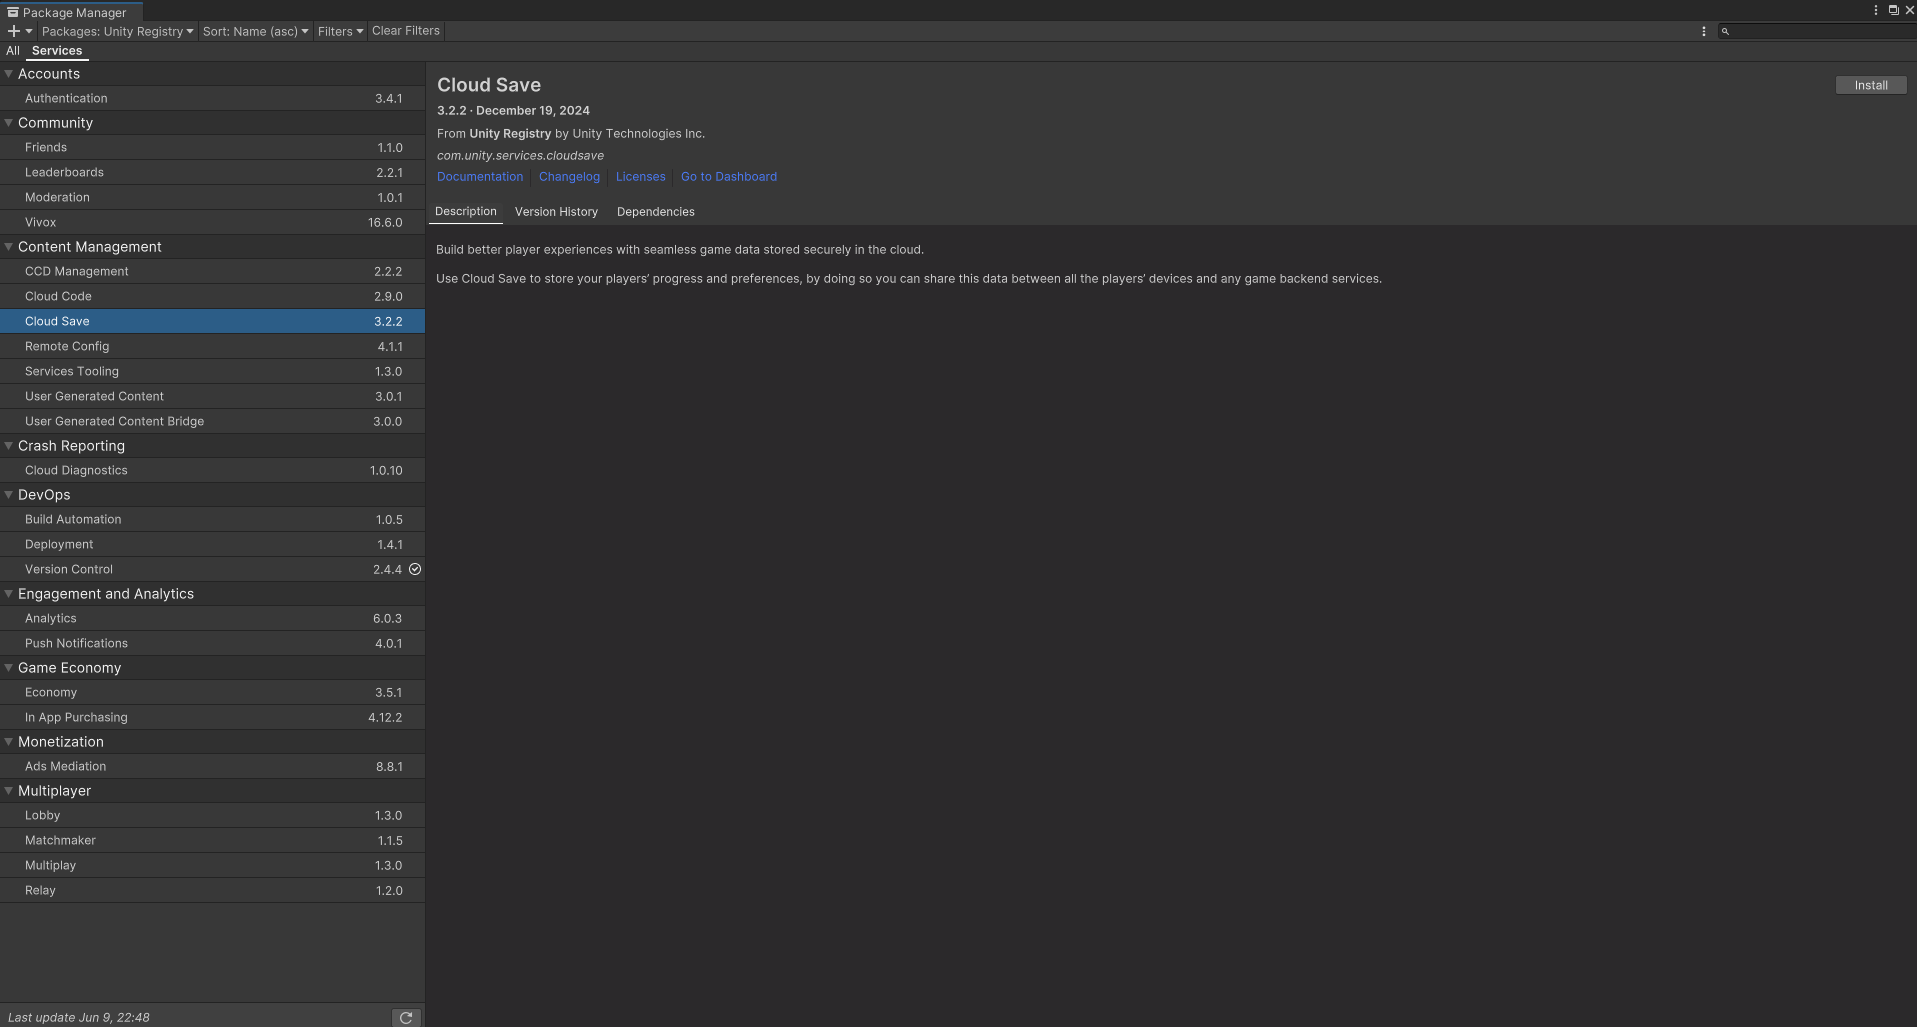 Package Manager
Packages: Unity Registry Sort: Name (asc) Filters Clear Filters
All Services
Accounts
Authentication 3.4.1
Community
Friends 1.1.0
Leaderboards 2.2.1
Moderation 1.0.1
Vivox 16.6.0
Content Management
CCD Management 2.2.2
Cloud Code 2.9.0
Cloud Save 3.2.2
Remote Config 4.1.1
Services Tooling 1.3.0
User Generated Content 3.0.1
User Generated Content Bridge 3.0.0
Crash Reporting
Cloud Diagnostics 1.0.10
DevOps
Build Automation 1.0.5
Deployment 1.4.1
Version Control 2.4.4
Engagement and Analytics
Analytics 6.0.3
Push Notifications 4.0.1
Game Economy
Economy 3.5.1
In App Purchasing 4.12.2
Monetization
Ads Mediation 8.8.1
Multiplayer
Lobby 1.3.0
Matchmaker 1.1.5
Multiplay 1.3.0
Relay 1.2.0
Last update Jun 9, 22:48
Cloud Save
Install
3.2.2 · December 19, 2024
From Unity Registry by Unity Technologies Inc.
com.unity.services.cloudsave
Documentation Changelog Licenses Go to Dashboard
Description Version History Dependencies
Build better player experiences with seamless game data stored securely in the cloud.
Use Cloud Save to store your players’ progress and preferences, by doing so you can share this data between all the players’ devices and any game backend services.